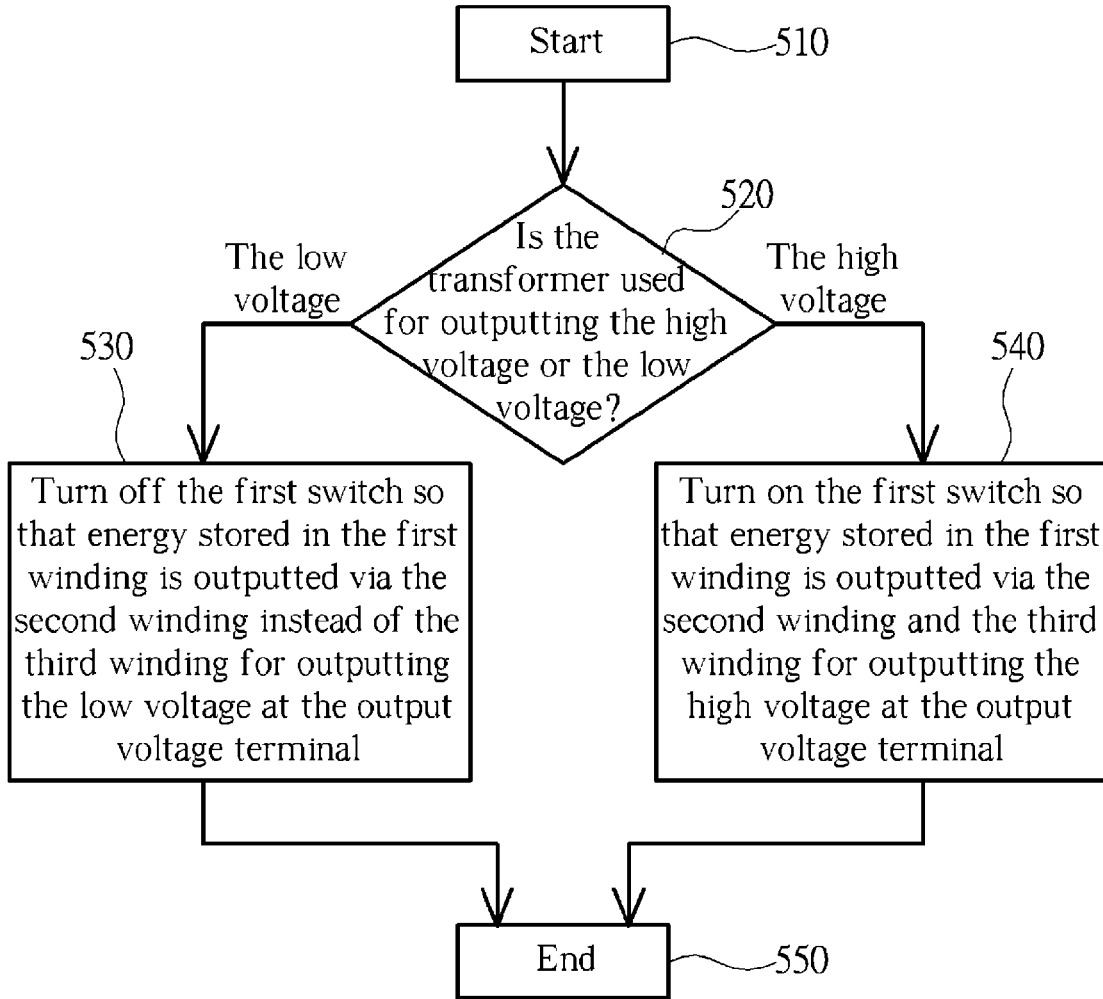 Start
510
520
Is the
transformer used
for outputting the high
voltage or the low
voltage?
The low
voltage
The high
voltage
530
540
Turn off the first switch so
that energy stored in the first
winding is outputted via the
second winding instead of the
third winding for outputting
the low voltage at the output
voltage terminal
Turn on the first switch so
that energy stored in the first
winding is outputted via the
second winding and the third
winding for outputting the
high voltage at the output
voltage terminal
End
550